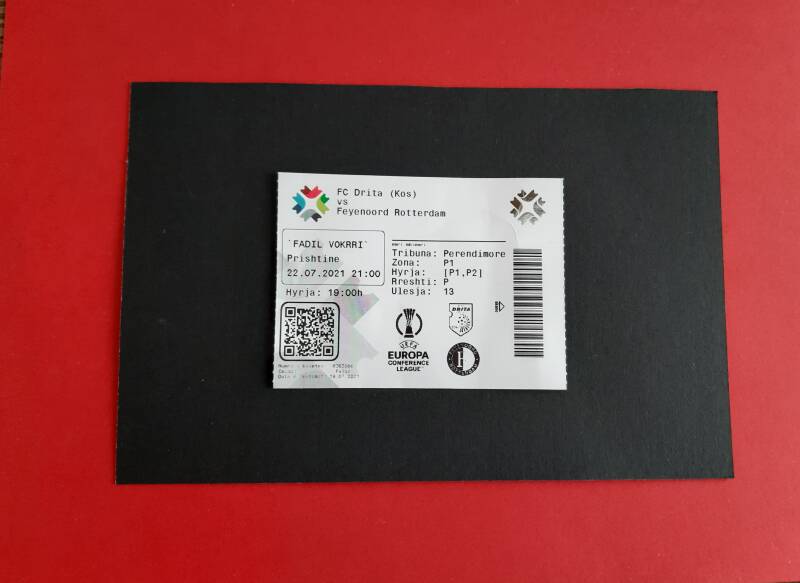 FC Drita (Kos)
vs
Feyenoord Rotterdam
`FADIL VOKRRI`
Prishtine
22.07.2021 21:00
Hyrja: 19:00h
Tribuna: Perendimore
Zona: P1
Hyrja: [P1,P2]
Rreshti: P
Ulesja: 13
DRITA
UEFA
EUROPA
CONFERENCE
LEAGUE